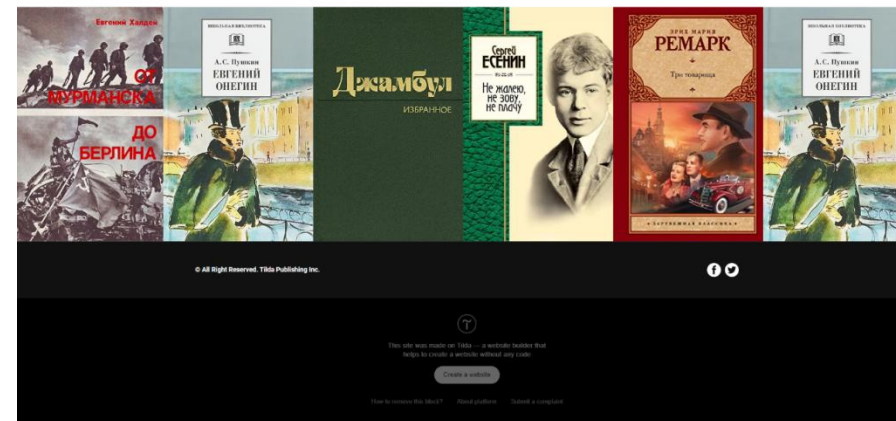 Евгений Халдей
ОТ
МУРМАНСКА
ДО
БЕРЛИНА
ШКОЛЬНАЯ БИБЛИОТЕКА
А.С. Пушкин
ЕВГЕНИЙ
ОНЕГИН
Джамбул
ИЗБРАННОЕ
Сергей
ЕСЕНИН
Не жалею,
не зову,
не плачу
ЭРИХ МАРИЯ
РЕМАРК
Три товарища
• ЗАРУБЕЖНАЯ КЛАССИКА •
ШКОЛЬНАЯ БИБЛИОТЕКА
А.С. Пушкин
ЕВГЕНИЙ
ОНЕГИН
© All Right Reserved. Tilda Publishing Inc.
This site was made on Tilda — a website builder that
helps to create a website without any code
Create a website
How to remove this block? About platform Submit a complaint